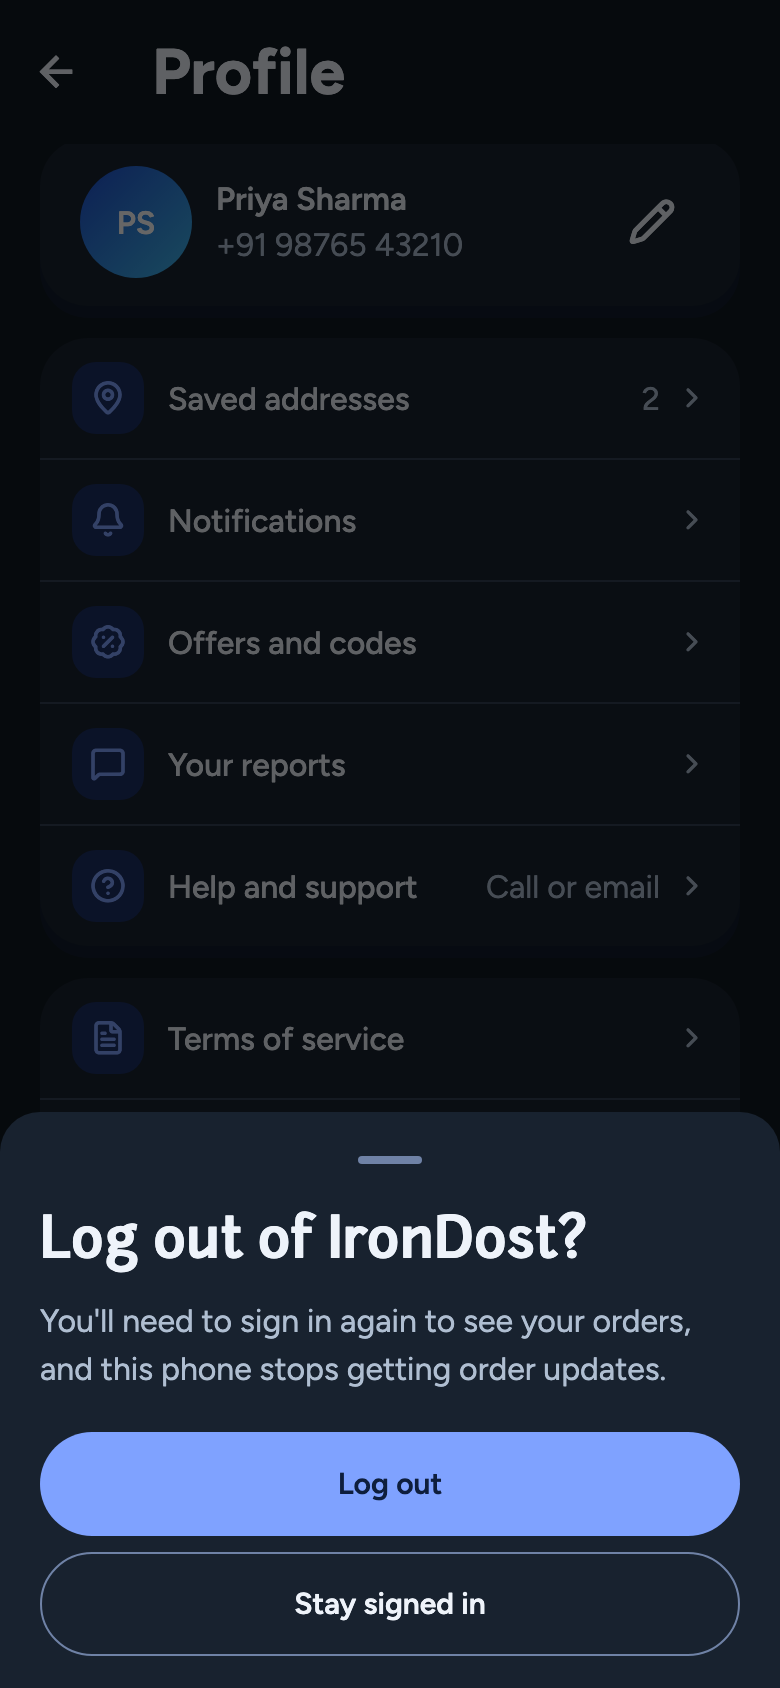 Profile
PS
Priya Sharma
+91 98765 43210
Saved addresses 2
Notifications
Offers and codes
Your reports
Help and support Call or email
Terms of service
Log out of IronDost?
You'll need to sign in again to see your orders,
and this phone stops getting order updates.
Log out
Stay signed in